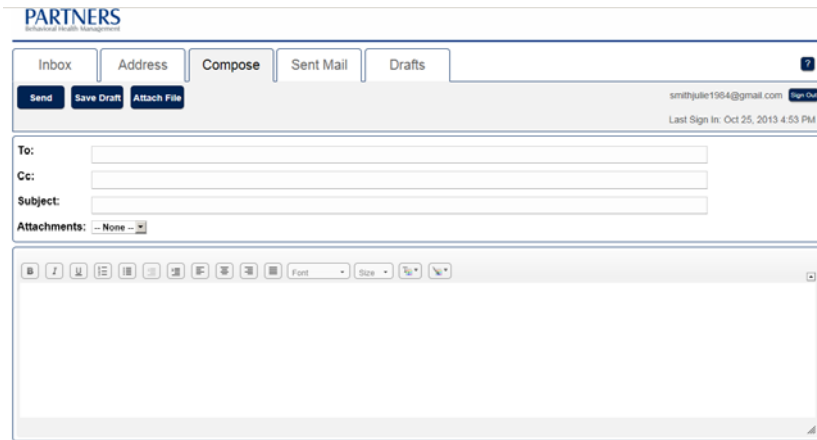 PARTNERS
Behavioral Health Management
Inbox Address Compose Sent Mail Drafts ?
Send Save Draft Attach File smithjulie1984@gmail.com Sign Out
Last Sign In: Oct 25, 2013 4:53 PM
To:
Cc:
Subject:
Attachments: -- None --
B I U Font Size